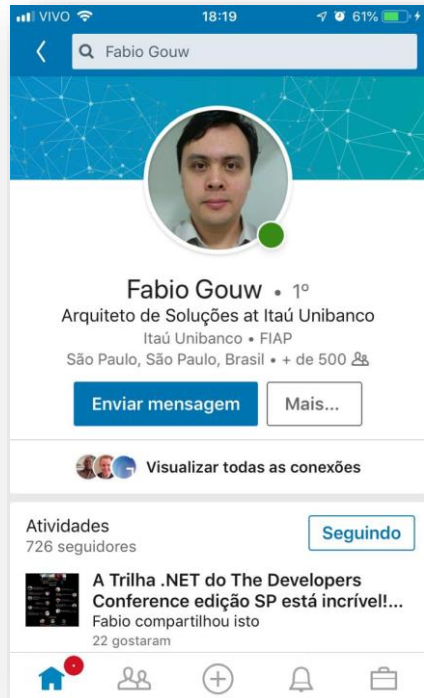 VIVO 18:19 61%
Fabio Gouw
Fabio Gouw • 1º
Arquiteto de Soluções at Itaú Unibanco
Itaú Unibanco • FIAP
São Paulo, São Paulo, Brasil • + de 500
Enviar mensagem Mais...
Visualizar todas as conexões
Atividades
726 seguidores
Seguindo
A Trilha .NET do The Developers
Conference edição SP está incrível!...
Fabio compartilhou isto
22 gostaram